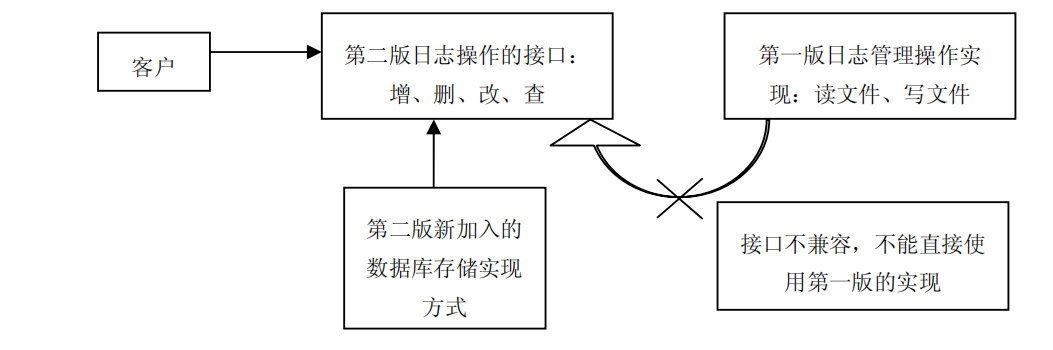 客户
第二版日志操作的接口：
增、删、改、查
第一版日志管理操作实
现：读文件、写文件
第二版新加入的
数据库存储实现
方式
接口不兼容，不能直接使
用第一版的实现